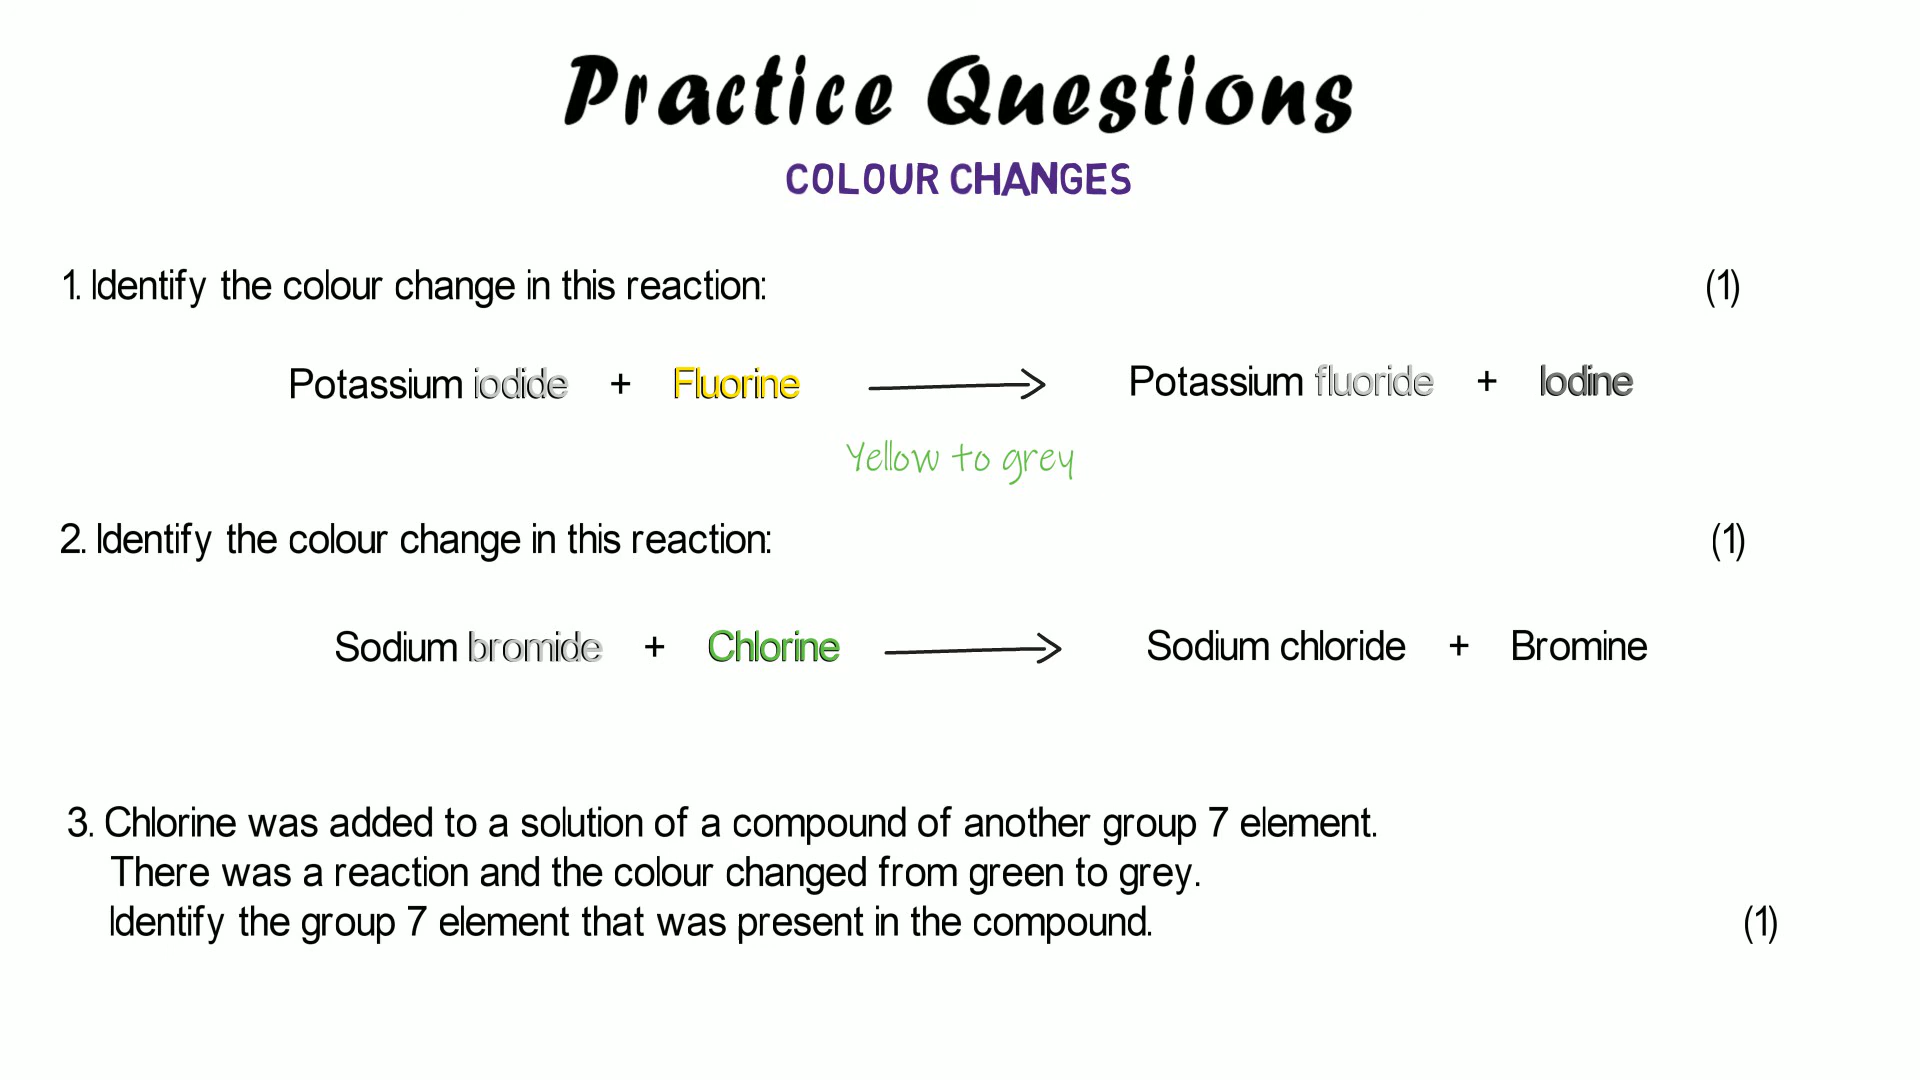 Practice Questions
COLOUR CHANGES
1. Identify the colour change in this reaction: (1)
Potassium iodide + Fluorine → Potassium fluoride + Iodine
Yellow to grey
2. Identify the colour change in this reaction: (1)
Sodium bromide + Chlorine → Sodium chloride + Bromine
3. Chlorine was added to a solution of a compound of another group 7 element.
There was a reaction and the colour changed from green to grey.
Identify the group 7 element that was present in the compound. (1)